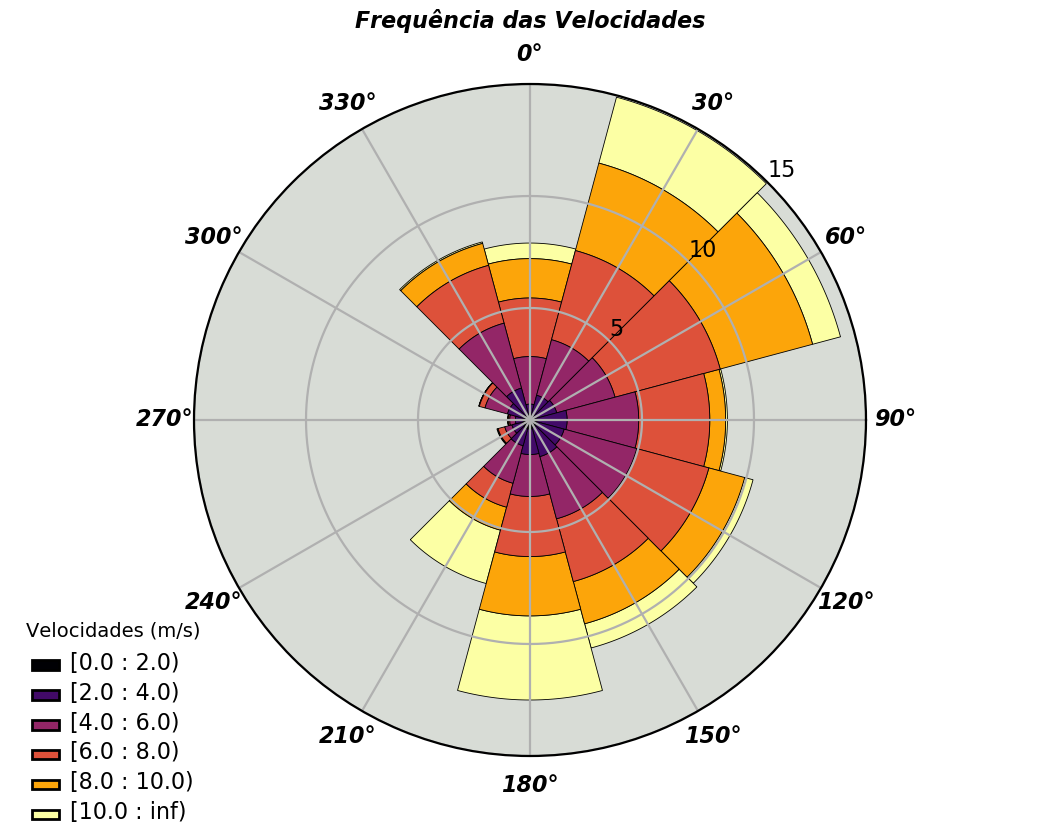 Frequência das Velocidades
0°
330°
30°
15
300°
60°
10
5
270°
90°
240°
120°
210°
150°
180°
Velocidades (m/s)
[0.0 : 2.0)
[2.0 : 4.0)
[4.0 : 6.0)
[6.0 : 8.0)
[8.0 : 10.0)
[10.0 : inf)